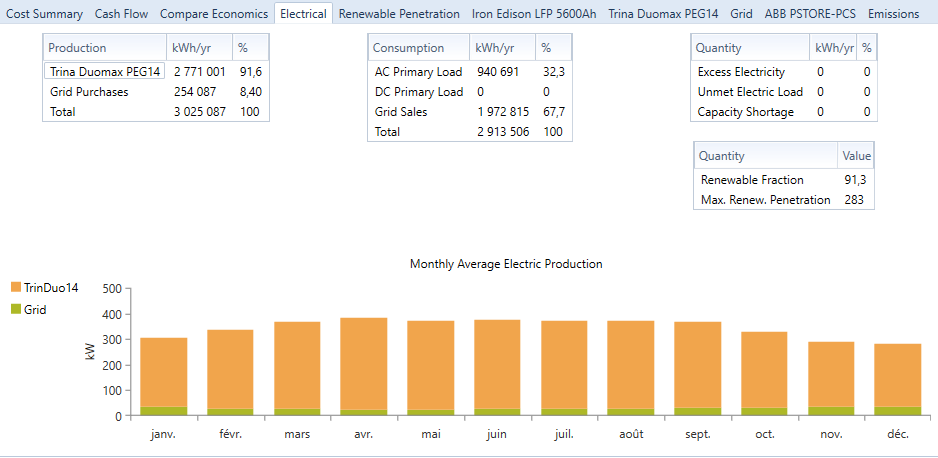 Cost Summary Cash Flow Compare Economics Electrical Renewable Penetration Iron Edison LFP 5600Ah Trina Duomax PEG14 Grid ABB PSTORE-PCS Emissions
Production kWh/yr %
Trina Duomax PEG14 2 771 001 91,6
Grid Purchases 254 087 8,40
Total 3 025 087 100
Consumption kWh/yr %
AC Primary Load 940 691 32,3
DC Primary Load 0 0
Grid Sales 1 972 815 67,7
Total 2 913 506 100
Quantity kWh/yr %
Excess Electricity 0 0
Unmet Electric Load 0 0
Capacity Shortage 0 0
Quantity Value
Renewable Fraction 91,3
Max. Renew. Penetration 283
Monthly Average Electric Production
TrinDuo14
Grid
kW
500
400
300
200
100
0
janv. févr. mars avr. mai juin juil. août sept. oct. nov. déc.